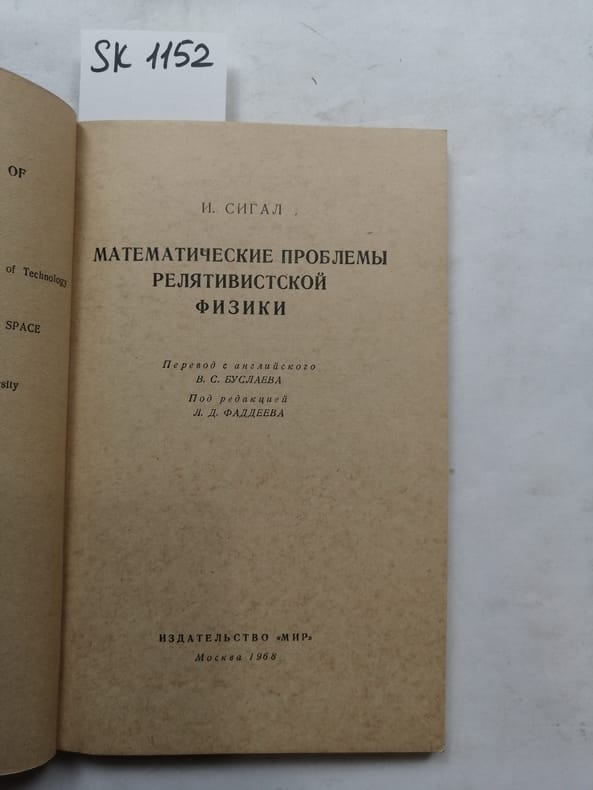 SK 1152
OF
of Technology
SPACE
sity
И. СИГАЛ
МАТЕМАТИЧЕСКИЕ ПРОБЛЕМЫ
РЕЛЯТИВИСТСКОЙ
ФИЗИКИ
Перевод с английского
В. С. БУСЛАЕВА
Под редакцией
Л. Д. ФАДДЕЕВА
ИЗДАТЕЛЬСТВО «МИР»
Москва 1968